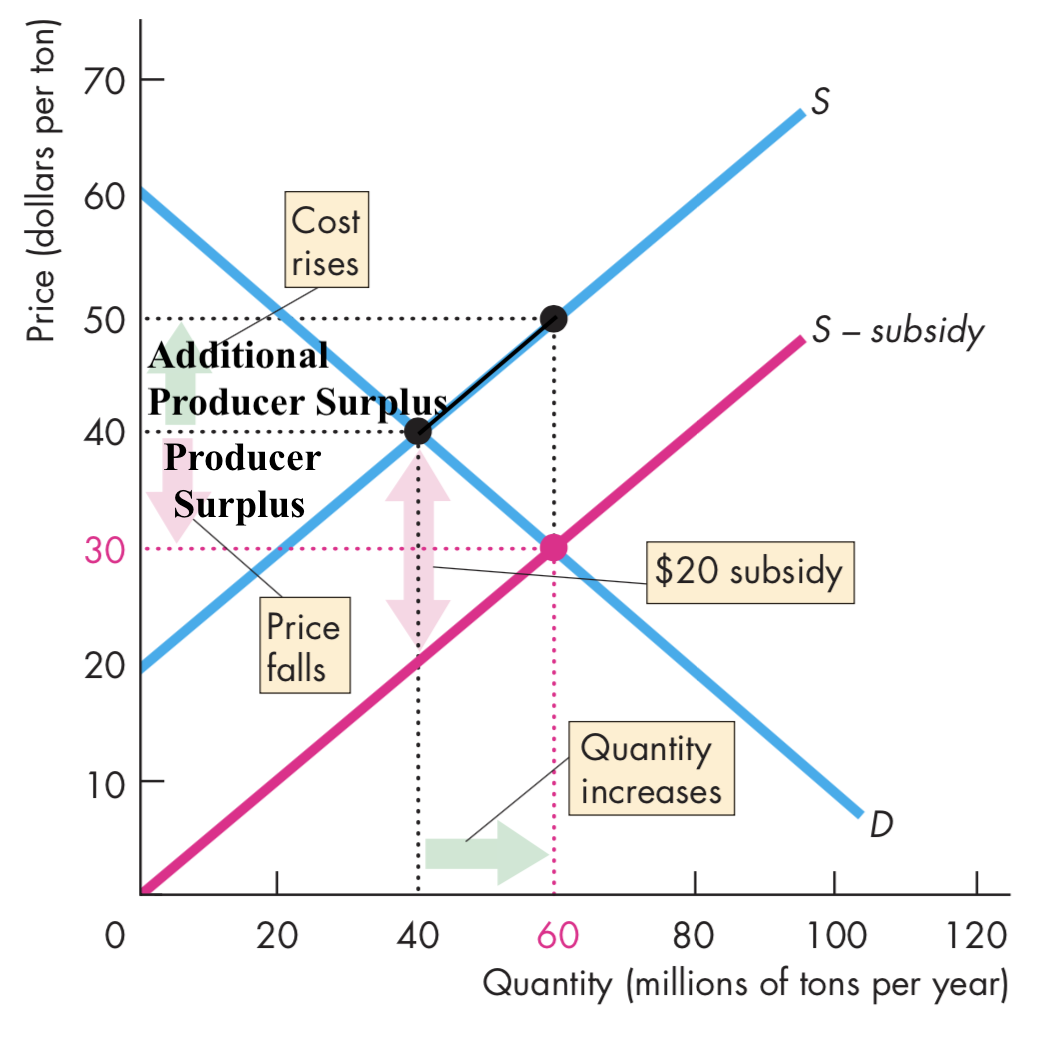 Price (dollars per ton)
70
60
50
40
30
20
10
0
20
40
60
80
100
120
Quantity (millions of tons per year)
S
Cost
rises
S – subsidy
Additional
Producer Surplus
Producer
Surplus
$20 subsidy
Price
falls
Quantity
increases
D